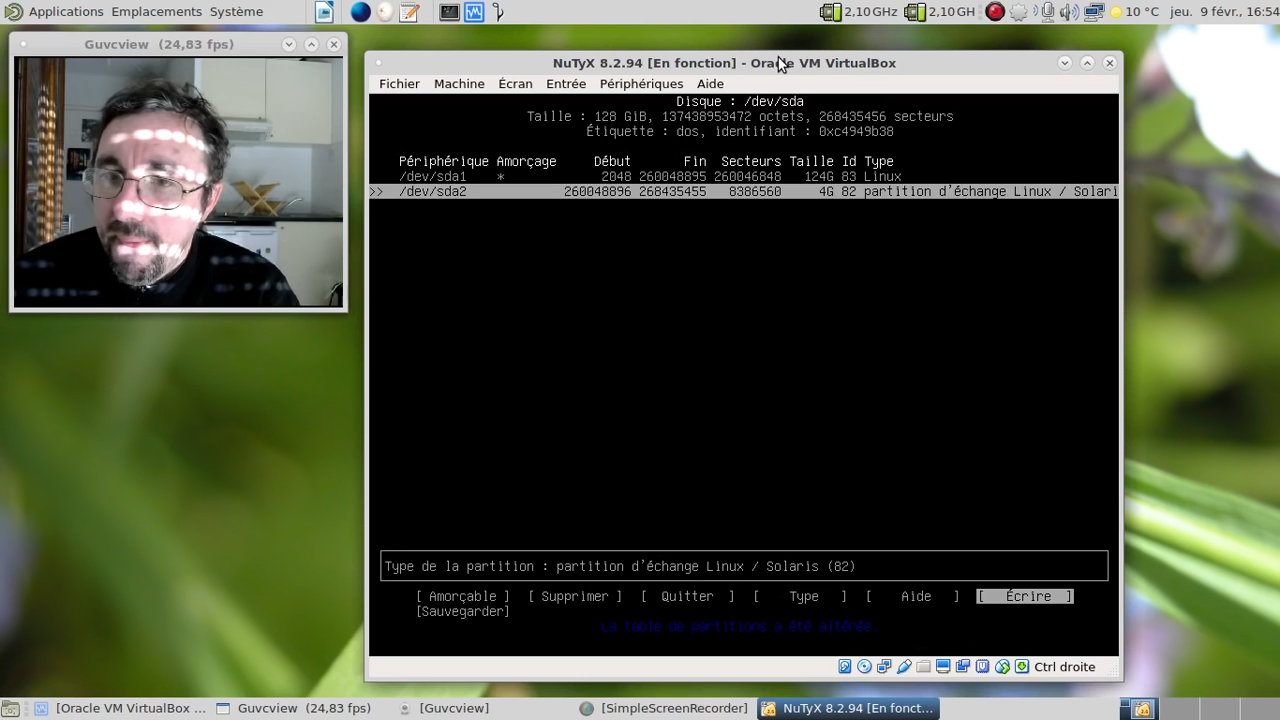 Applications Emplacements Système
2,10 GHz 2,10 GH 10 °C jeu. 9 févr., 16:54
Guvcview (24,83 fps)
NuTyX 8.2.94 [En fonction] - Oracle VM VirtualBox
Fichier Machine Écran Entrée Périphériques Aide
Disque : /dev/sda
Taille : 128 GiB, 137438953472 octets, 268435456 secteurs
Étiquette : dos, identifiant : 0xc4949b38
Périphérique Amorçage Début Fin Secteurs Taille Id Type
/dev/sda1 * 2048 260048895 260046848 124G 83 Linux
>> /dev/sda2 260048896 268435455 8386560 4G 82 partition d'échange Linux / Solari
Type de la partition : partition d'échange Linux / Solaris (82)
[ Amorçable ] [ Supprimer ] [ Quitter ] [ Type ] [ Aide ] [ Écrire ]
[Sauvegarder]
La table de partitions a été altérée.
Ctrl droite
[Oracle VM VirtualBox ... Guvcview (24,83 fps) [Guvcview] [SimpleScreenRecorder] NuTyX 8.2.94 [En fonct...